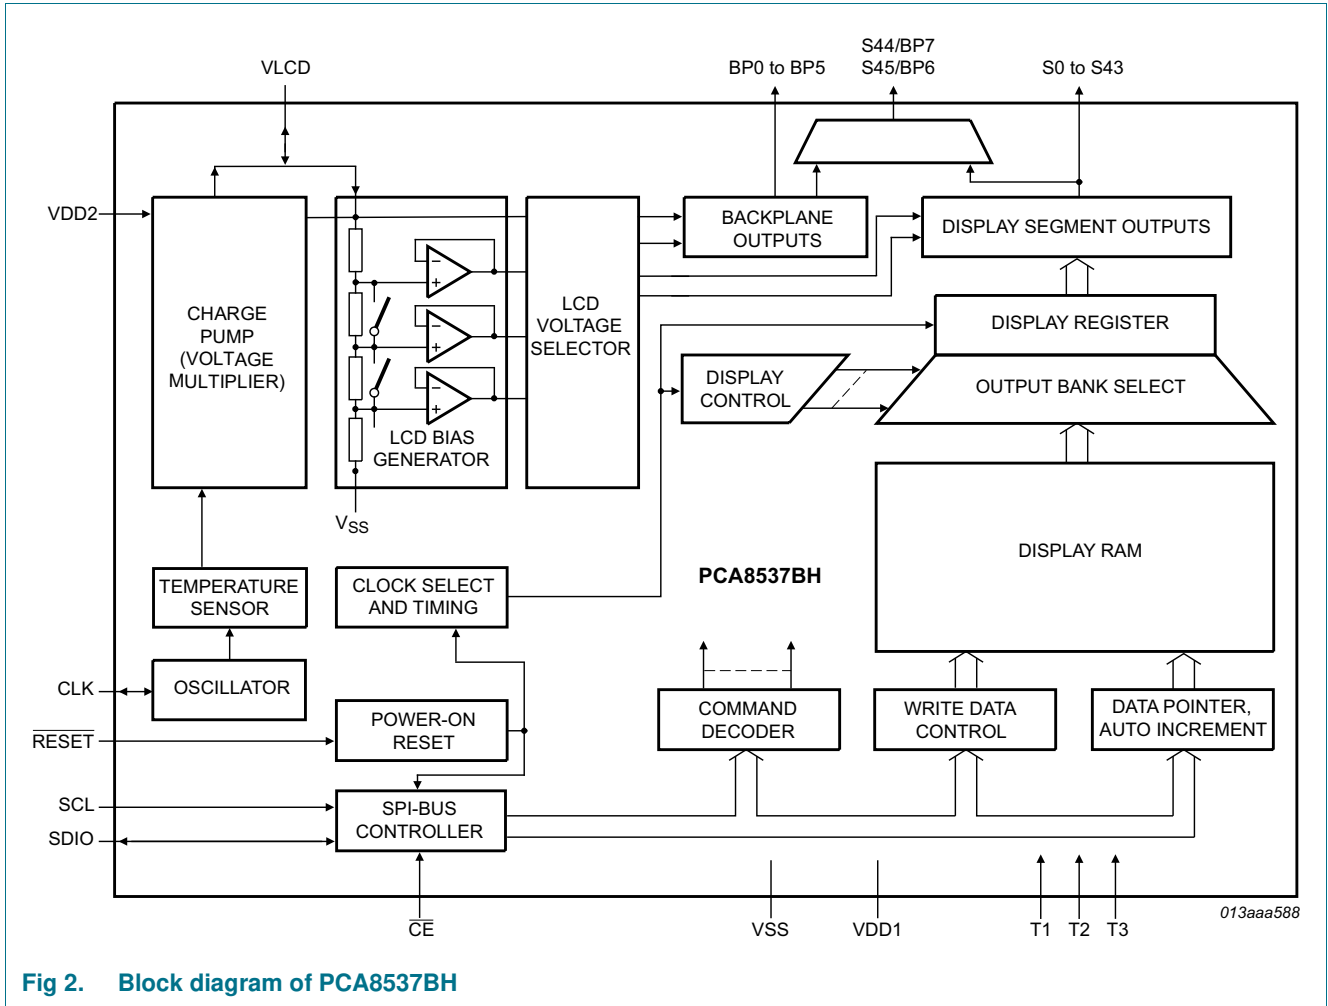 VLCD
BP0 to BP5
S44/BP7
S45/BP6
S0 to S43
VDD2
CHARGE
PUMP
(VOLTAGE
MULTIPLIER)
LCD BIAS
GENERATOR
VSS
LCD
VOLTAGE
SELECTOR
BACKPLANE
OUTPUTS
DISPLAY SEGMENT OUTPUTS
DISPLAY REGISTER
DISPLAY
CONTROL
OUTPUT BANK SELECT
DISPLAY RAM
TEMPERATURE
SENSOR
CLOCK SELECT
AND TIMING
PCA8537BH
CLK
OSCILLATOR
RESET
POWER-ON
RESET
COMMAND
DECODER
WRITE DATA
CONTROL
DATA POINTER,
AUTO INCREMENT
SCL
SDIO
SPI-BUS
CONTROLLER
CE
VSS
VDD1
T1
T2
T3
013aaa588
Fig 2. Block diagram of PCA8537BH